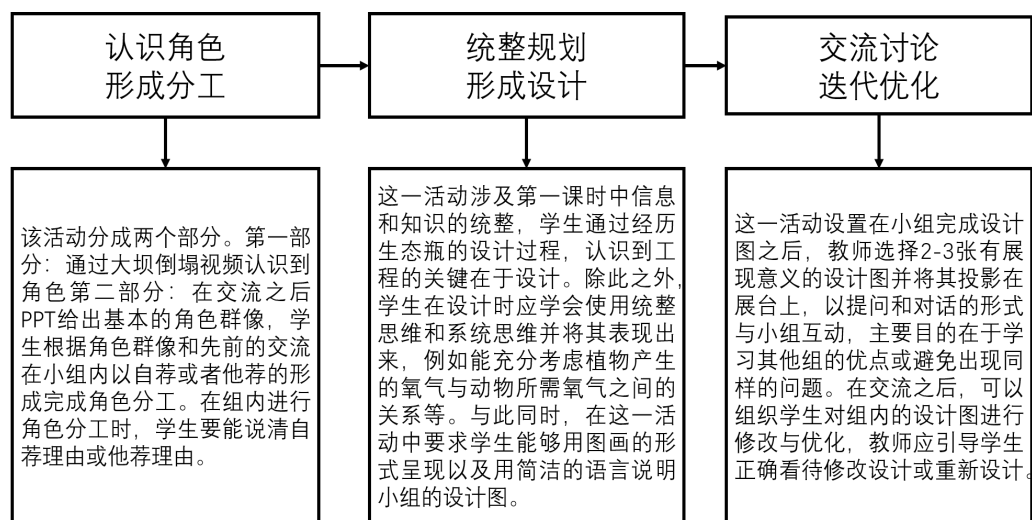 认识角色
形成分工
统整规划
形成设计
交流讨论
迭代优化
该活动分成两个部分。第一部
分：通过大坝倒塌视频认识到
角色第二部分：在交流之后
PPT给出基本的角色群像，学
生根据角色群像和先前的交流
在小组内以自荐或者他荐的形
成完成角色分工。在组内进行
角色分工时，学生要能说清自
荐理由或他荐理由。
这一活动涉及第一课时中信息
和知识的统整，学生通过经历
生态瓶的设计过程，认识到工
程的关键在于设计。除此之外，
学生在设计时应学会使用统整
思维和系统思维并将其表现出
来，例如能充分考虑植物产生
的氧气与动物所需氧气之间的
关系等。与此同时，在这一活
动中要求学生能够用图画的形
式呈现以及用简洁的语言说明
小组的设计图。
这一活动设置在小组完成设计
图之后，教师选择2-3张有展
现意义的设计图并将其投影在
展台上，以提问和对话的形式
与小组互动，主要目的在于学
习其他组的优点或避免出现同
样的问题。在交流之后，可以
组织学生对组内的设计图进行
修改与优化，教师应引导学生
正确看待修改设计或重新设计。